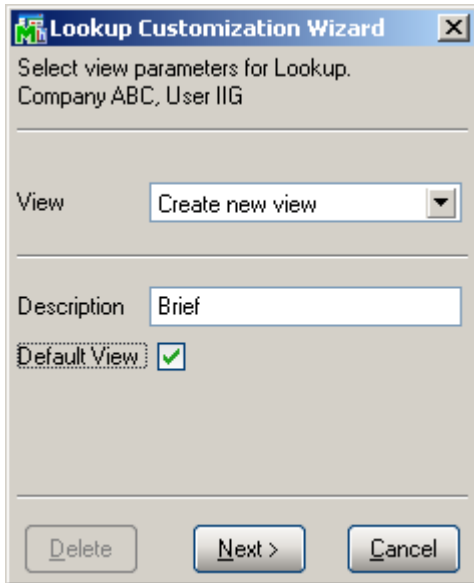 Lookup Customization Wizard
Select view parameters for Lookup.
Company ABC, User IIG
View Create new view
Description Brief
Default View
Delete Next > Cancel